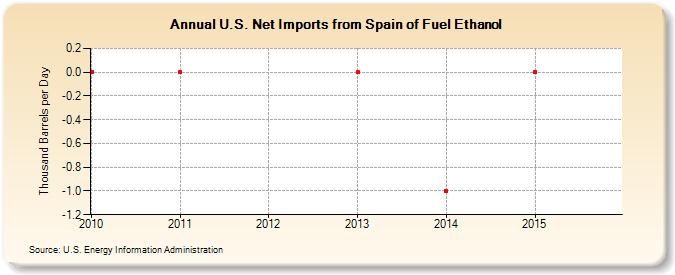 Annual U.S. Net Imports from Spain of Fuel Ethanol
Thousand Barrels per Day
0.2
0.0
-0.2
-0.4
-0.6
-0.8
-1.0
-1.2
2010 2011 2012 2013 2014 2015
Source: U.S. Energy Information Administration